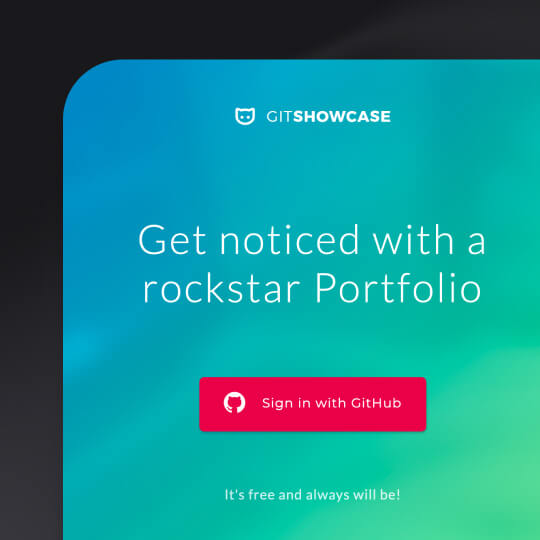 GITSHOWCASE
Get noticed with a
rockstar Portfolio
Sign in with GitHub
It's free and always will be!